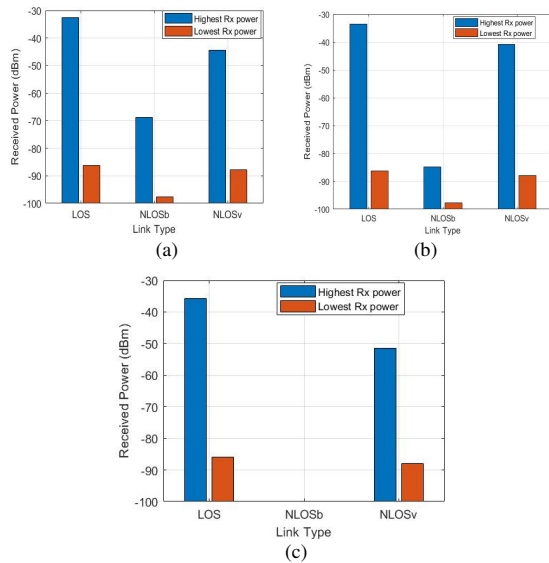 -30
-40
-50
-60
-70
-80
-90
-100
Received Power (dBm)
Highest Rx power
Lowest Rx power
LOS
NLOSb
NLOSv
Link Type
(a)
-30
-40
-50
-60
-70
-80
-90
-100
Received Power (dBm)
Highest Rx power
Lowest Rx power
LOS
NLOSb
NLOSv
Link Type
(b)
-30
-40
-50
-60
-70
-80
-90
-100
Received Power (dBm)
Highest Rx power
Lowest Rx power
LOS
NLOSb
NLOSv
Link Type
(c)